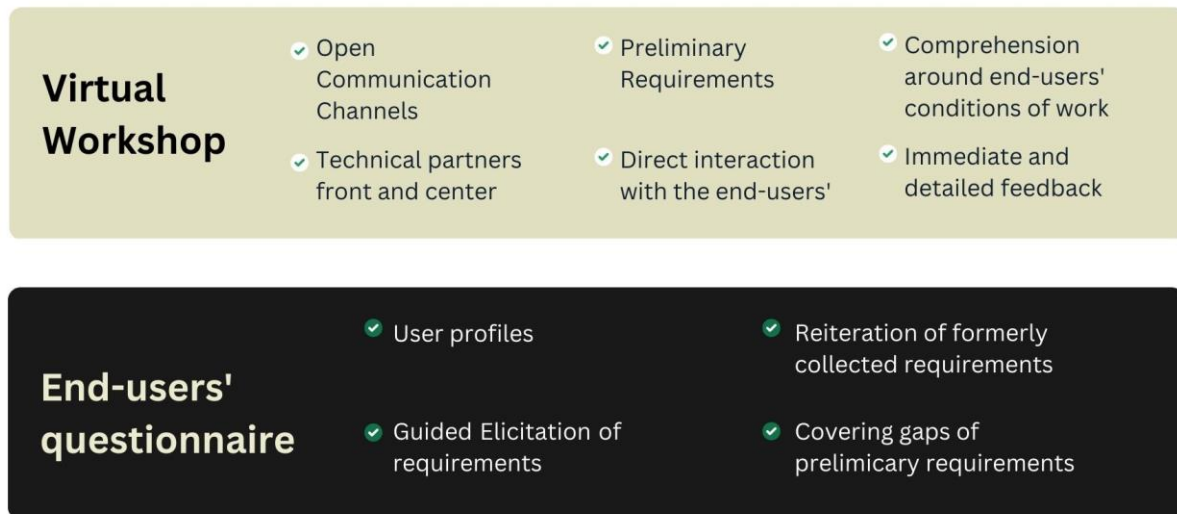 Virtual
Workshop
Open
Communication
Channels
Technical partners
front and center
Preliminary
Requirements
Direct interaction
with the end-users'
Comprehension
around end-users'
conditions of work
Immediate and
detailed feedback
End-users'
questionnaire
User profiles
Guided Elicitation of
requirements
Reiteration of formerly
collected requirements
Covering gaps of
prelimicary requirements